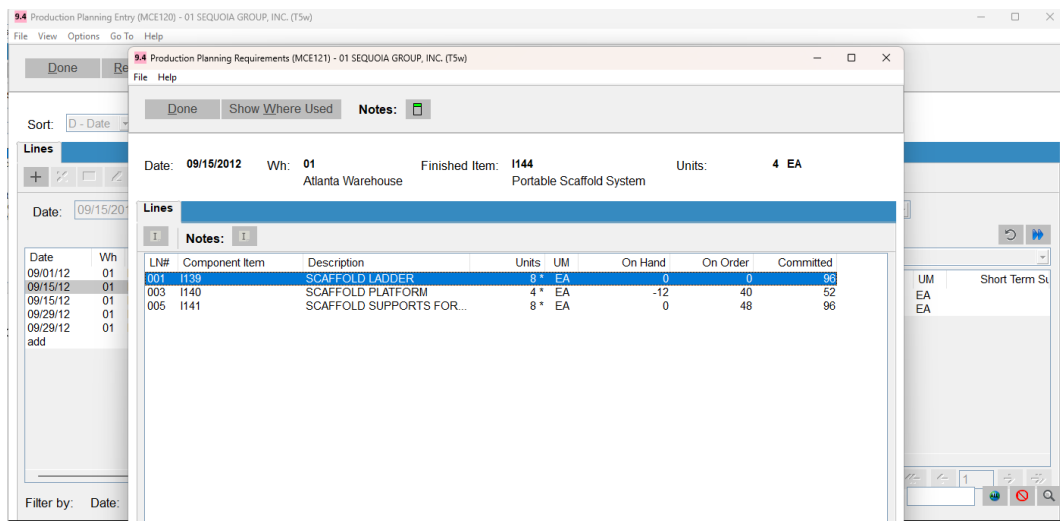 9.4 Production Planning Entry (MCE120) - 01 SEQUOIA GROUP, INC. (T5w)
File View Options Go To Help
Done Re
9.4 Production Planning Requirements (MCE121) - 01 SEQUOIA GROUP, INC. (T5w)
File Help
Done Show Where Used Notes:
Sort: D - Date
Lines
Date: 09/15/201
Date Wh
09/01/12 01
09/15/12 01
09/15/12 01
09/29/12 01
09/29/12 01
add
Filter by: Date:
Date: 09/15/2012 Wh: 01 Finished Item: I144 Units: 4 EA
Atlanta Warehouse Portable Scaffold System
Lines
Notes:
LN# Component Item Description Units UM On Hand On Order Committed
001 I139 SCAFFOLD LADDER 8 * EA 0 0 96
003 I140 SCAFFOLD PLATFORM 4 * EA -12 40 52
005 I141 SCAFFOLD SUPPORTS FOR... 8 * EA 0 48 96
UM Short Term Su
EA
EA
1